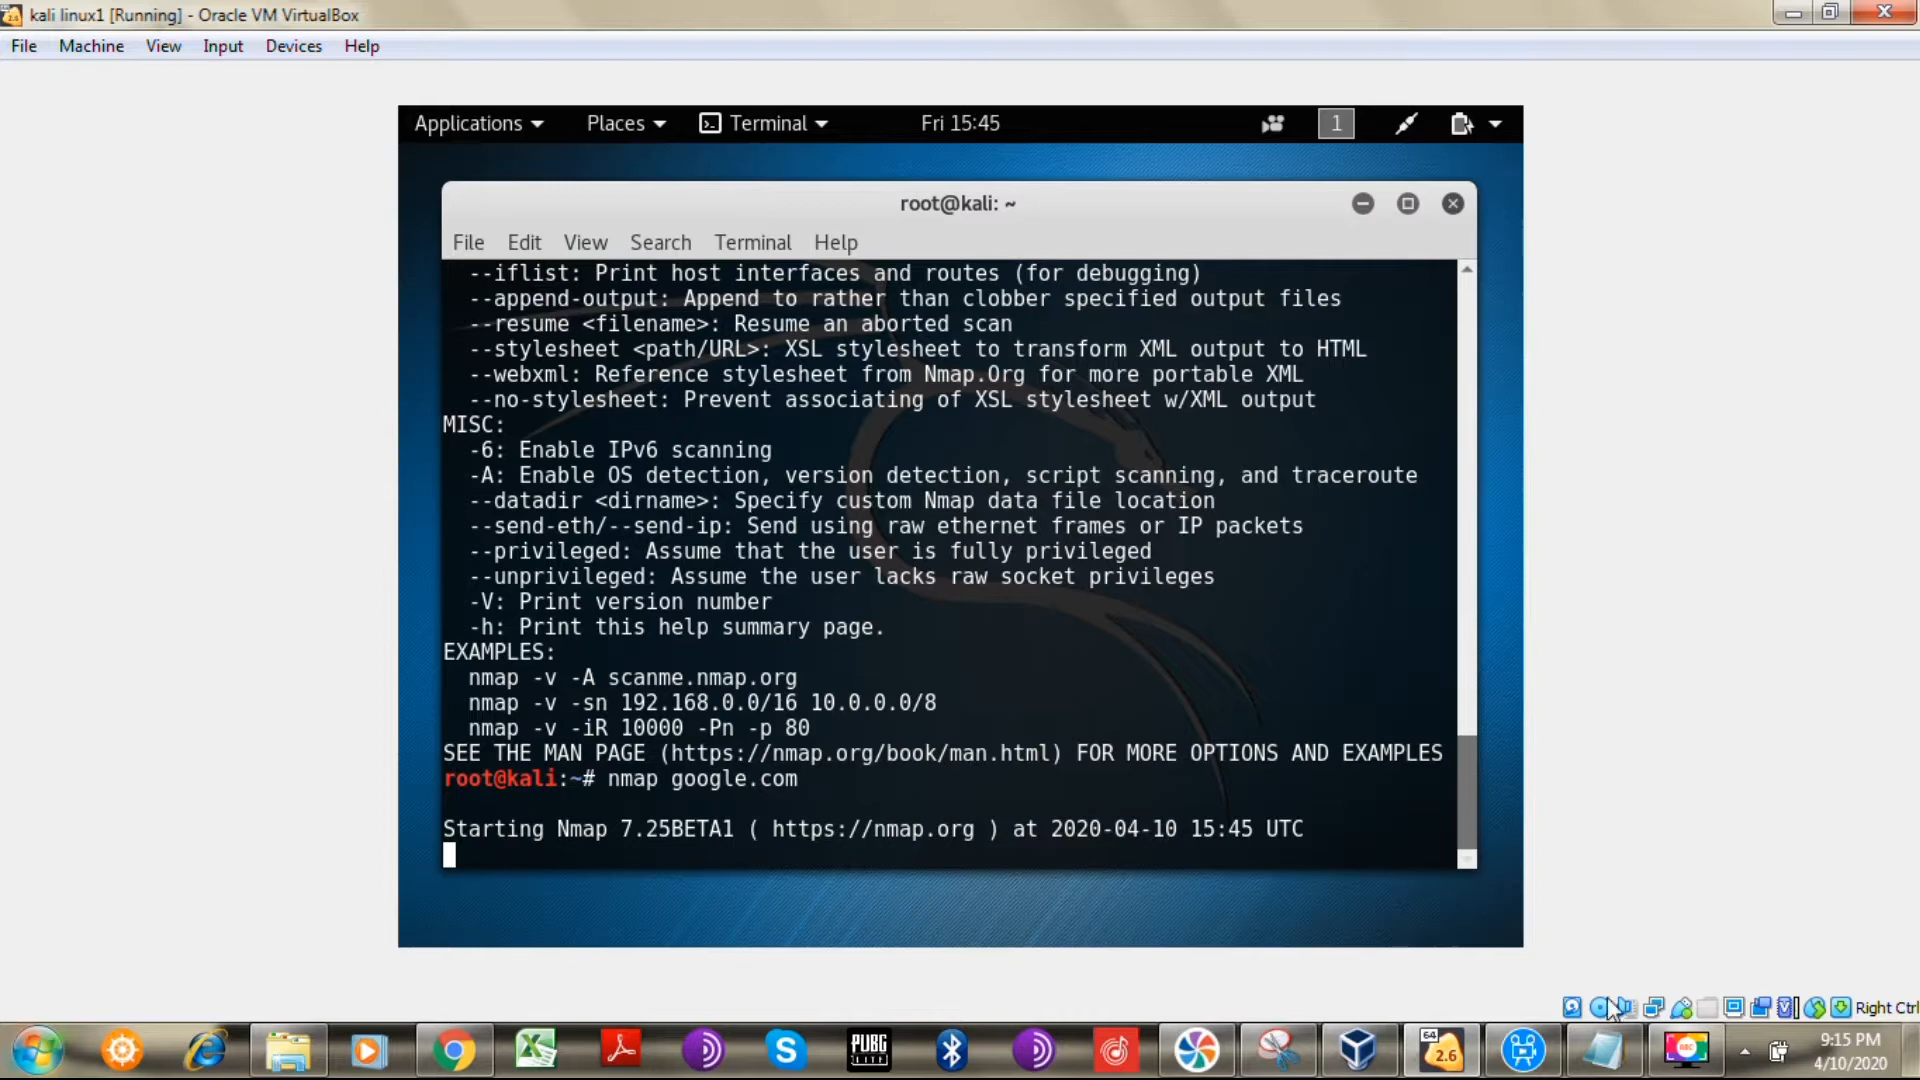 kali linux1 [Running] - Oracle VM VirtualBox
File Machine View Input Devices Help
Applications Places Terminal Fri 15:45 1
root@kali: ~
File Edit View Search Terminal Help
--iflist: Print host interfaces and routes (for debugging)
--append-output: Append to rather than clobber specified output files
--resume <filename>: Resume an aborted scan
--stylesheet <path/URL>: XSL stylesheet to transform XML output to HTML
--webxml: Reference stylesheet from Nmap.Org for more portable XML
--no-stylesheet: Prevent associating of XSL stylesheet w/XML output
MISC:
-6: Enable IPv6 scanning
-A: Enable OS detection, version detection, script scanning, and traceroute
--datadir <dirname>: Specify custom Nmap data file location
--send-eth/--send-ip: Send using raw ethernet frames or IP packets
--privileged: Assume that the user is fully privileged
--unprivileged: Assume the user lacks raw socket privileges
-V: Print version number
-h: Print this help summary page.
EXAMPLES:
nmap -v -A scanme.nmap.org
nmap -v -sn 192.168.0.0/16 10.0.0.0/8
nmap -v -iR 10000 -Pn -p 80
SEE THE MAN PAGE (https://nmap.org/book/man.html) FOR MORE OPTIONS AND EXAMPLES
root@kali:~# nmap google.com
Starting Nmap 7.25BETA1 ( https://nmap.org ) at 2020-04-10 15:45 UTC
Right Ctrl
PUBG
LITE
64
2.6
9:15 PM
4/10/2020